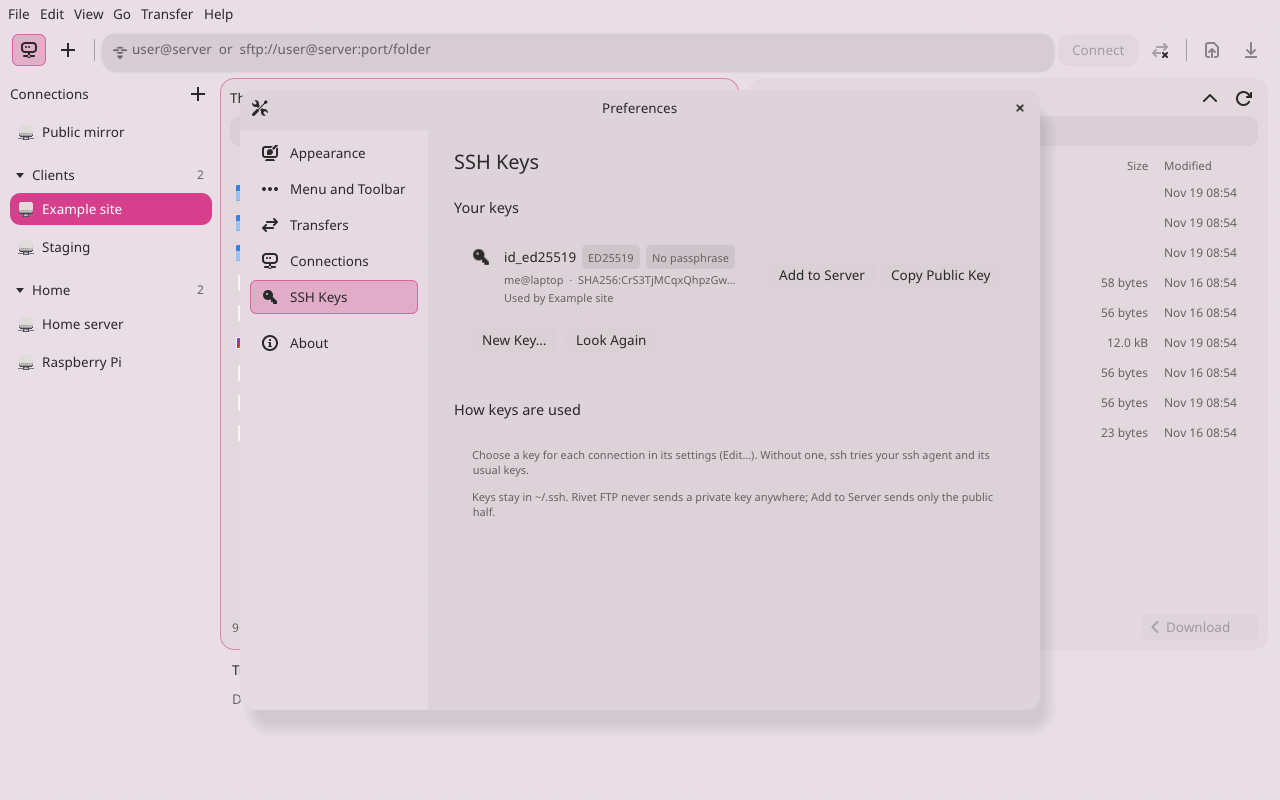 File Edit View Go Transfer Help
user@server or sftp://user@server:port/folder
Connect
Connections
Public mirror
Clients 2
Example site
Staging
Home 2
Home server
Raspberry Pi
Preferences
Appearance
Menu and Toolbar
Transfers
Connections
SSH Keys
About
SSH Keys
Your keys
id_ed25519 ED25519 No passphrase
me@laptop · SHA256:CrS3TjMCqxQhpzGw…
Used by Example site
Add to Server Copy Public Key
New Key… Look Again
How keys are used
Choose a key for each connection in its settings (Edit…). Without one, ssh tries your ssh agent and its
usual keys.
Keys stay in ~/.ssh. Rivet FTP never sends a private key anywhere; Add to Server sends only the public
half.
Size Modified
Nov 19 08:54
Nov 19 08:54
Nov 19 08:54
58 bytes Nov 16 08:54
56 bytes Nov 16 08:54
12.0 kB Nov 19 08:54
56 bytes Nov 16 08:54
56 bytes Nov 19 08:54
23 bytes Nov 16 08:54
9
Download